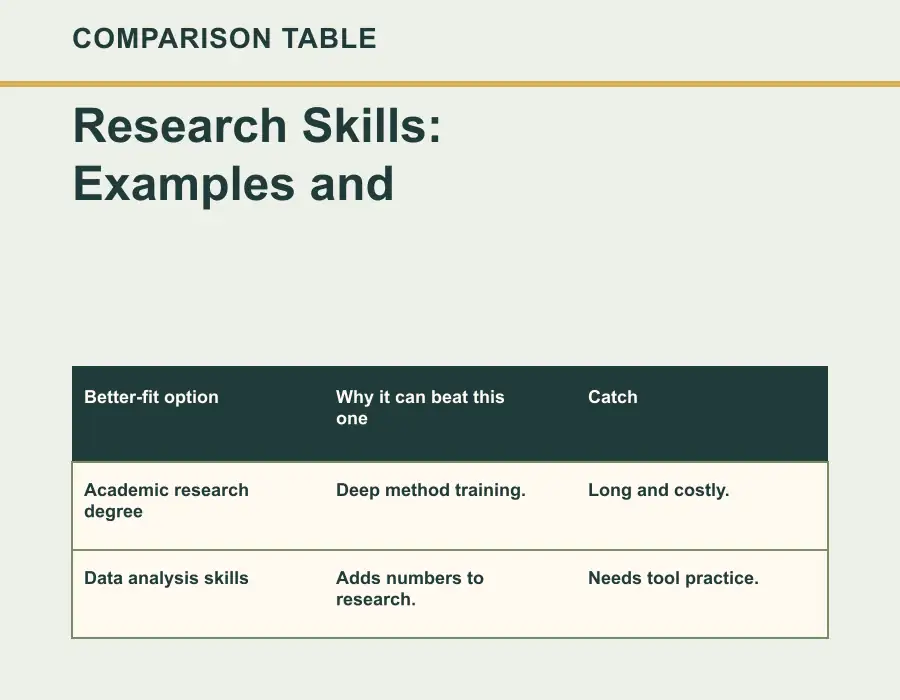 COMPARISON TABLE
Research Skills:
Examples and
Better-fit option
Why it can beat this
one
Catch
Academic research
degree
Deep method training.
Long and costly.
Data analysis skills
Adds numbers to
research.
Needs tool practice.